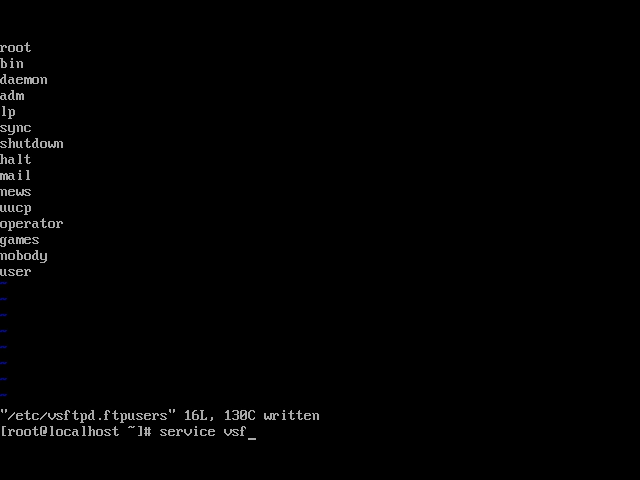 root
bin
daemon
adm
lp
sync
shutdown
halt
mail
news
uucp
operator
games
nobody
user
~
~
~
~
~
~
~
~
"/etc/vsftpd.ftpusers" 16L, 130C written
[root@localhost ~]# service vsf_